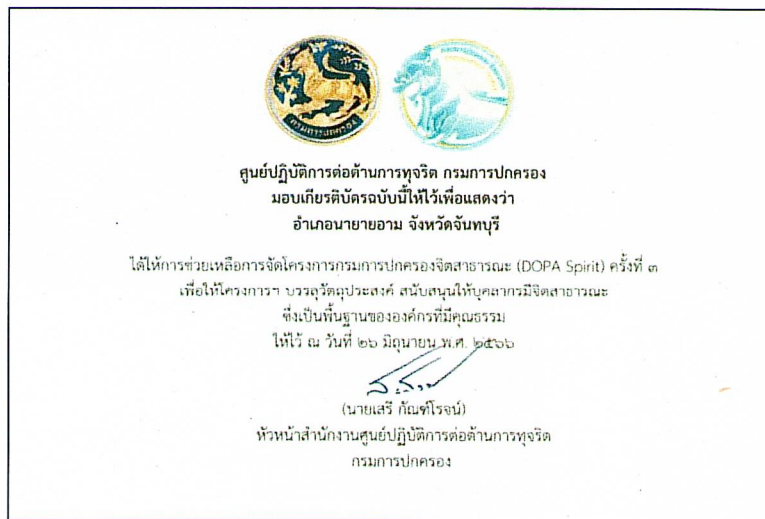 กรมการปกครอง
ศูนย์ปฏิบัติการต่อต้านการทุจริต กรมการปกครอง
มอบเกียรติบัตรฉบับนี้ให้ไว้เพื่อแสดงว่า
อำเภอนายายอาม จังหวัดจันทบุรี
ได้ให้การช่วยเหลือการจัดโครงการกรมการปกครองจิตสาธารณะ (DOPA Spirit) ครั้งที่ ๓
เพื่อให้โครงการฯ บรรลุวัตถุประสงค์ สนับสนุนให้บุคลากรมีจิตสาธารณะ
ซึ่งเป็นพื้นฐานขององค์กรที่มีคุณธรรม
ให้ไว้ ณ วันที่ ๒๖ มิถุนายน พ.ศ. ๒๕๖๖
(นายเสรี กัณฑ์โรจน์)
หัวหน้าสำนักงานศูนย์ปฏิบัติการต่อต้านการทุจริต
กรมการปกครอง